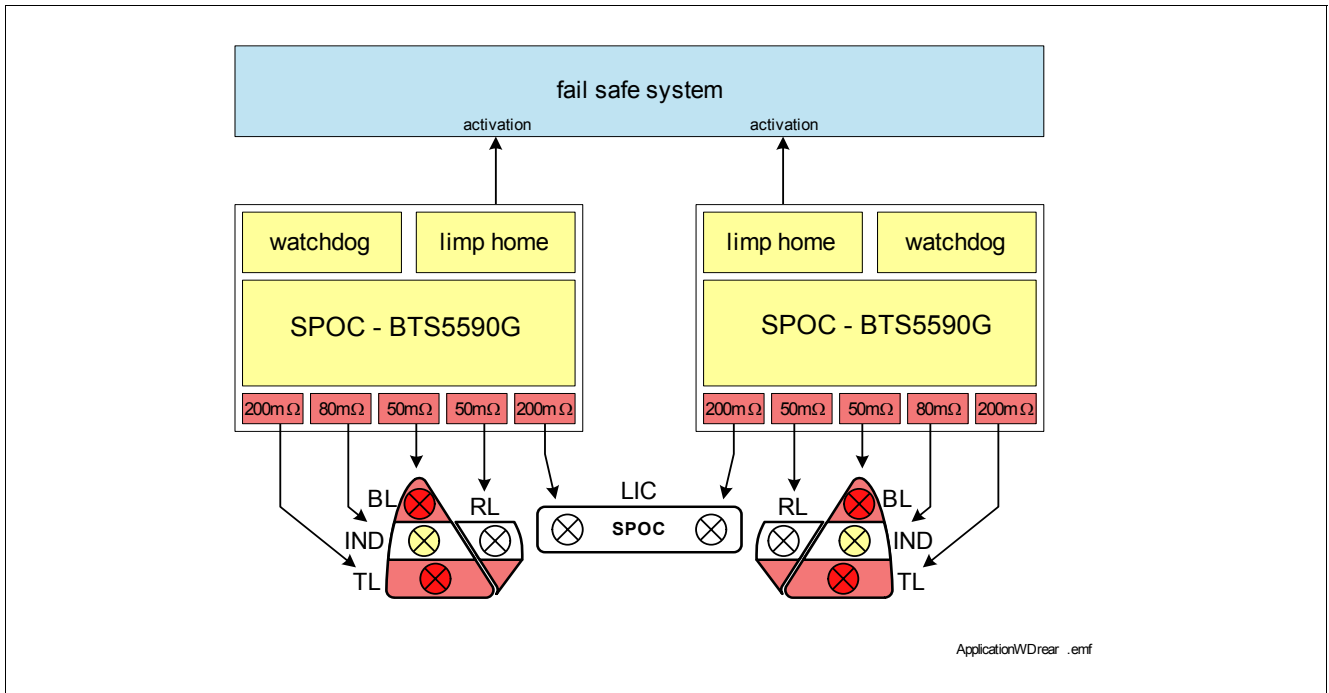 fail safe system
activation activation
watchdog limp home limp home watchdog
SPOC - BTS5590G SPOC - BTS5590G
200mΩ 80mΩ 50mΩ 50mΩ 200mΩ 200mΩ 50mΩ 50mΩ 80mΩ 200mΩ
LIC
BL RL RL BL
SPOC
IND IND
TL TL
ApplicationWDrear .emf